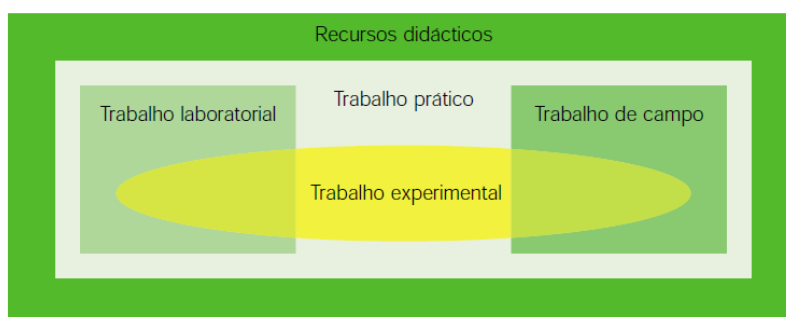 Recursos didácticos
Trabalho prático
Trabalho laboratorial
Trabalho de campo
Trabalho experimental